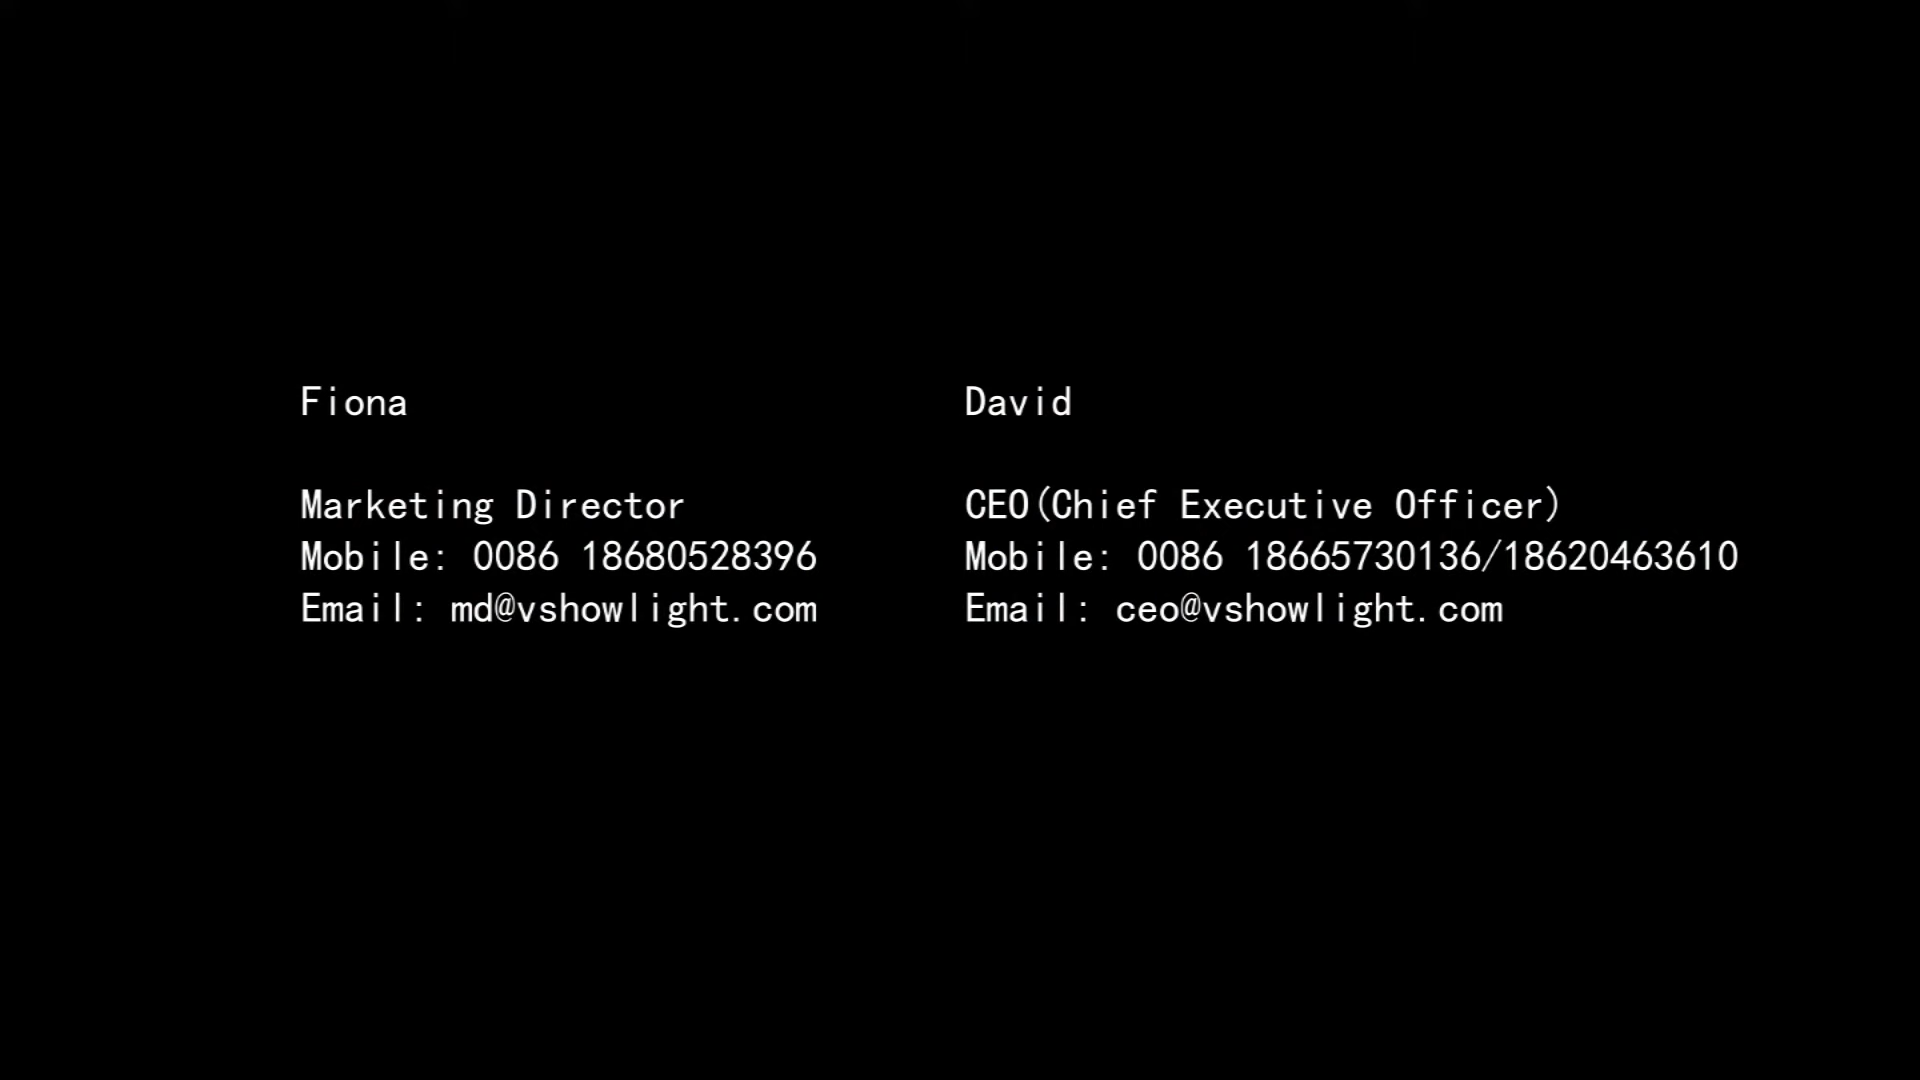 Fiona
Marketing Director
Mobile: 0086 18680528396
Email: md@vshowlight.com
David
CEO(Chief Executive Officer)
Mobile: 0086 18665730136/18620463610
Email: ceo@vshowlight.com